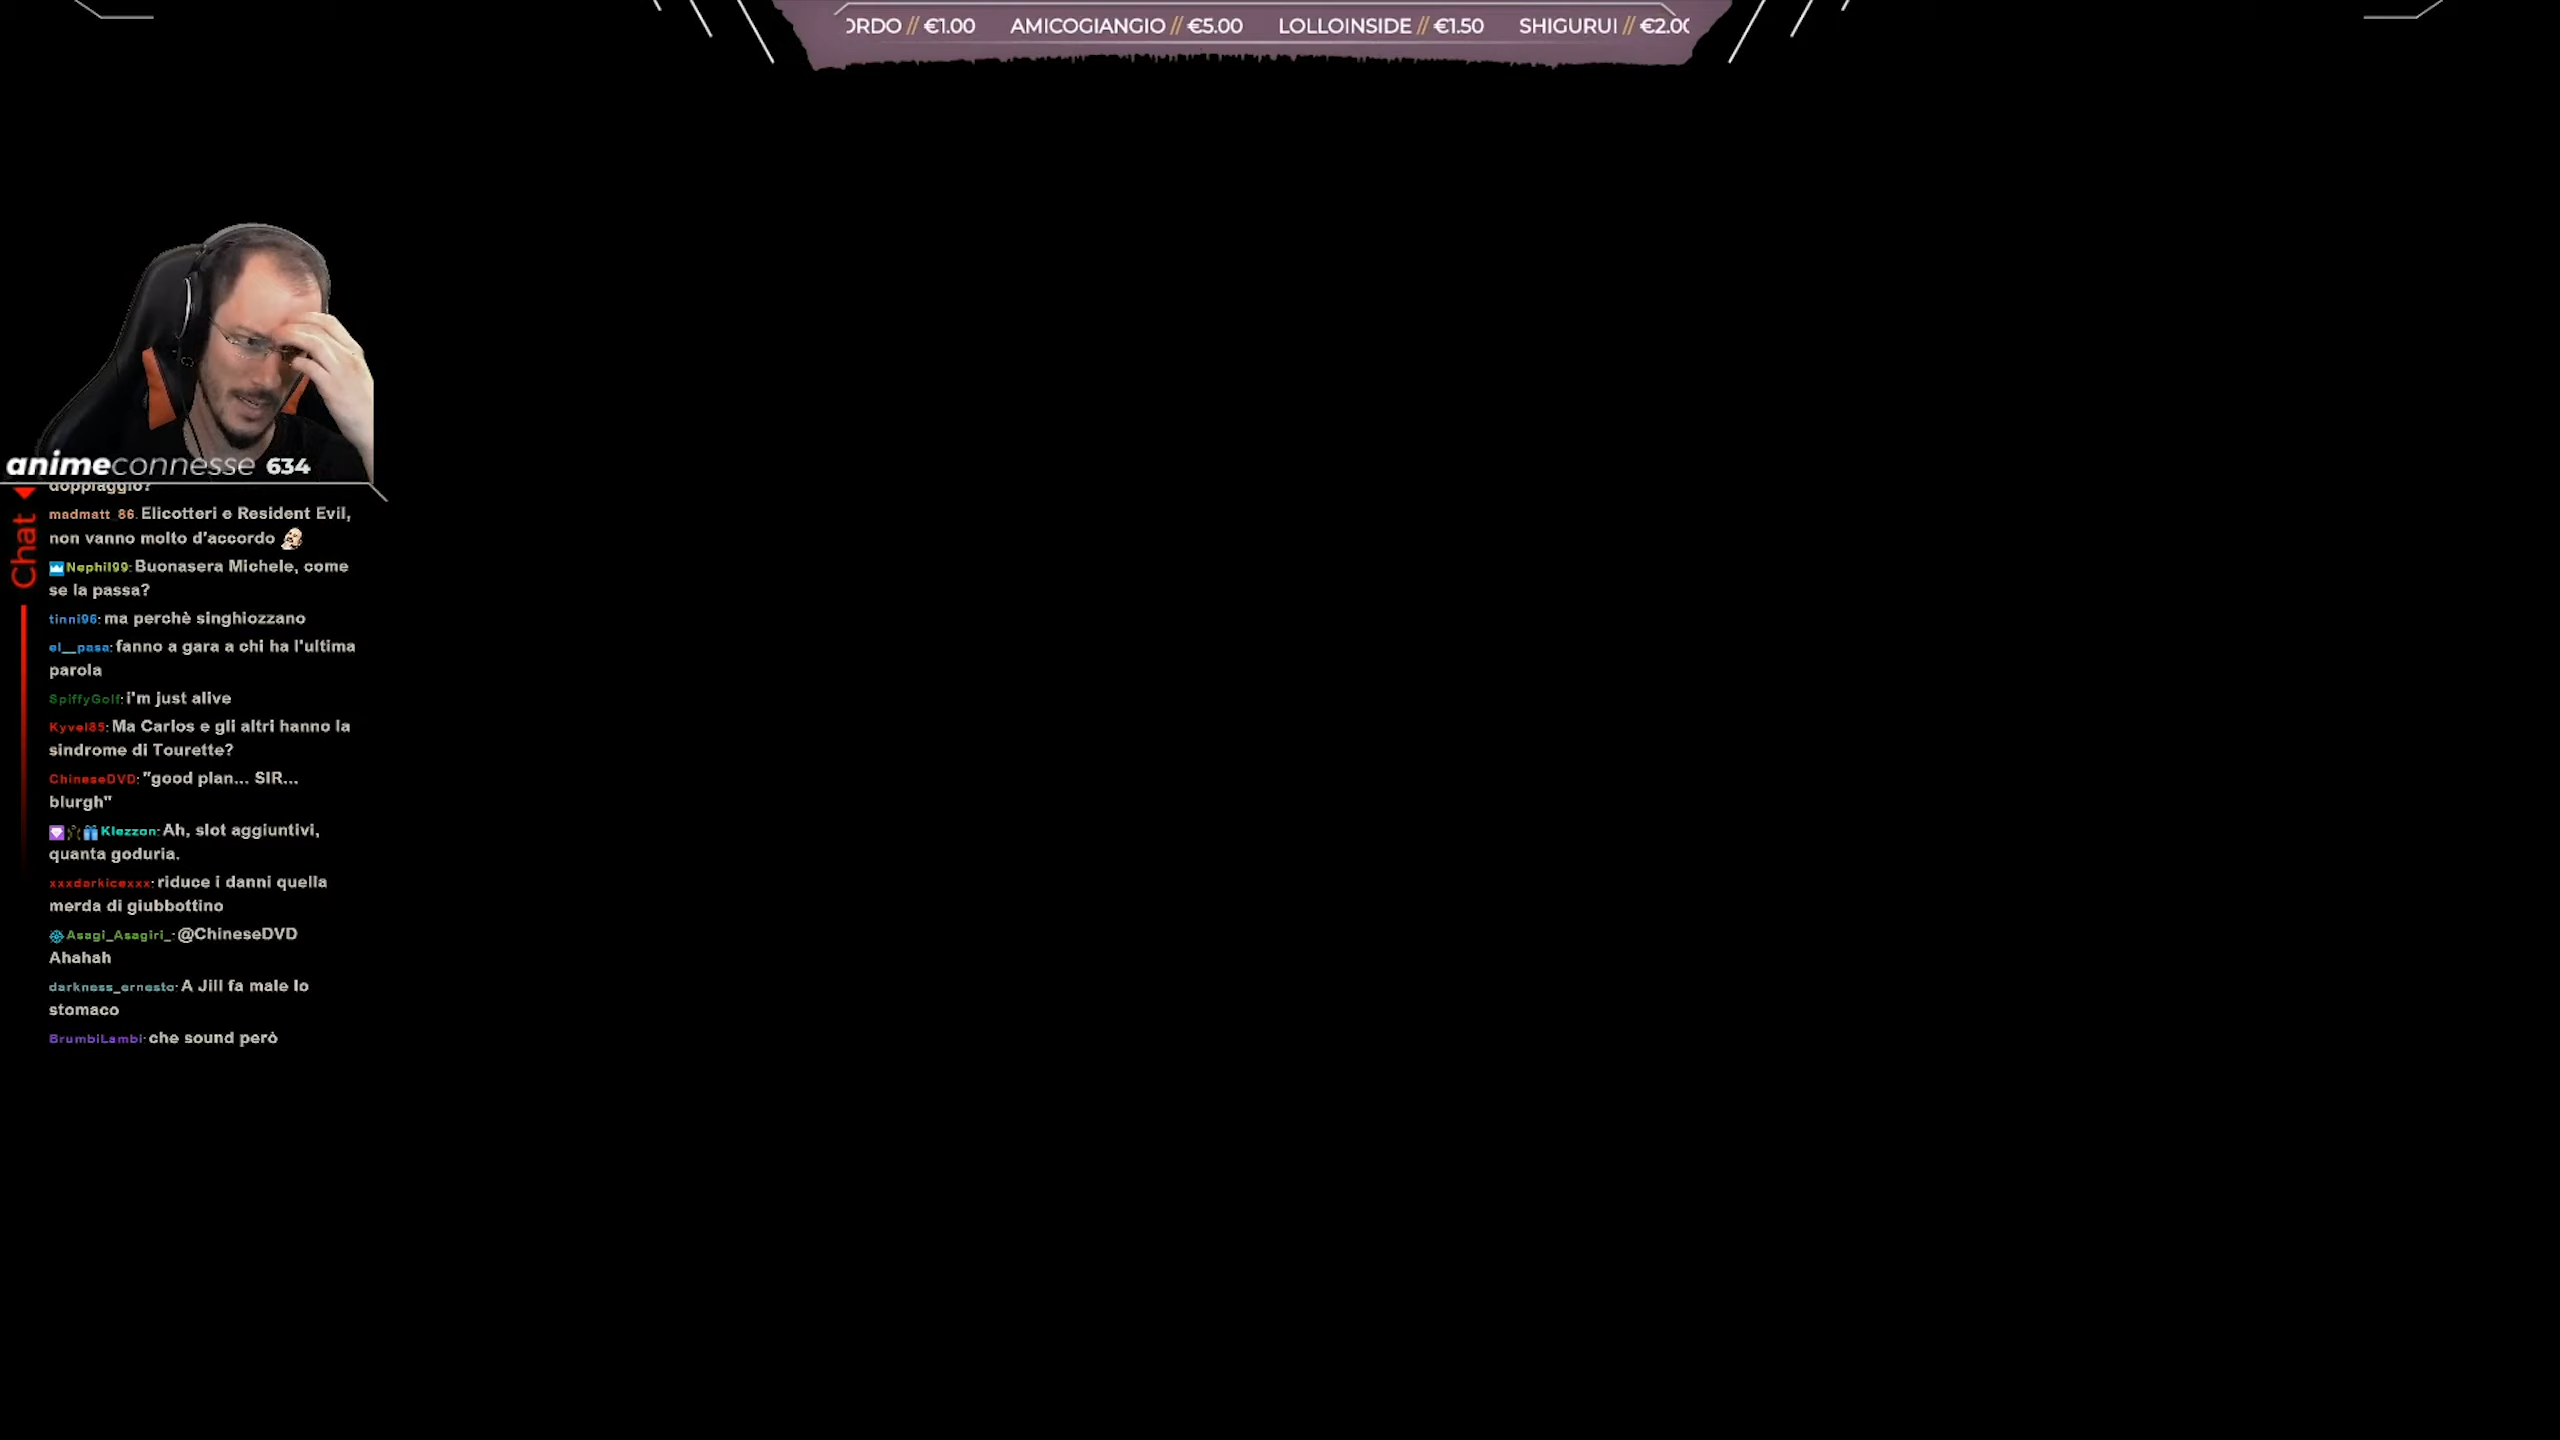 ORDO // €1.00 AMICOGIANGIO // €5.00 LOLLOINSIDE // €1.50 SHIGURUI // €2.00
animeconnesse 634
Chat
doppiaggio?
madmatt_86: Elicotteri e Resident Evil,
non vanno molto d'accordo
Nephil99: Buonasera Michele, come
se la passa?
tinni96: ma perchè singhiozzano
el__pasa: fanno a gara a chi ha l'ultima
parola
SpiffyGolf: i'm just alive
Kyvel85: Ma Carlos e gli altri hanno la
sindrome di Tourette?
ChineseDVD: "good plan... SIR...
blurgh"
Klezzon: Ah, slot aggiuntivi,
quanta goduria.
xxxdarkicexxx: riduce i danni quella
merda di giubbottino
Asagi_Asagiri_: @ChineseDVD
Ahahah
darkness_ernesto: A Jill fa male lo
stomaco
BrumbiLambi: che sound però